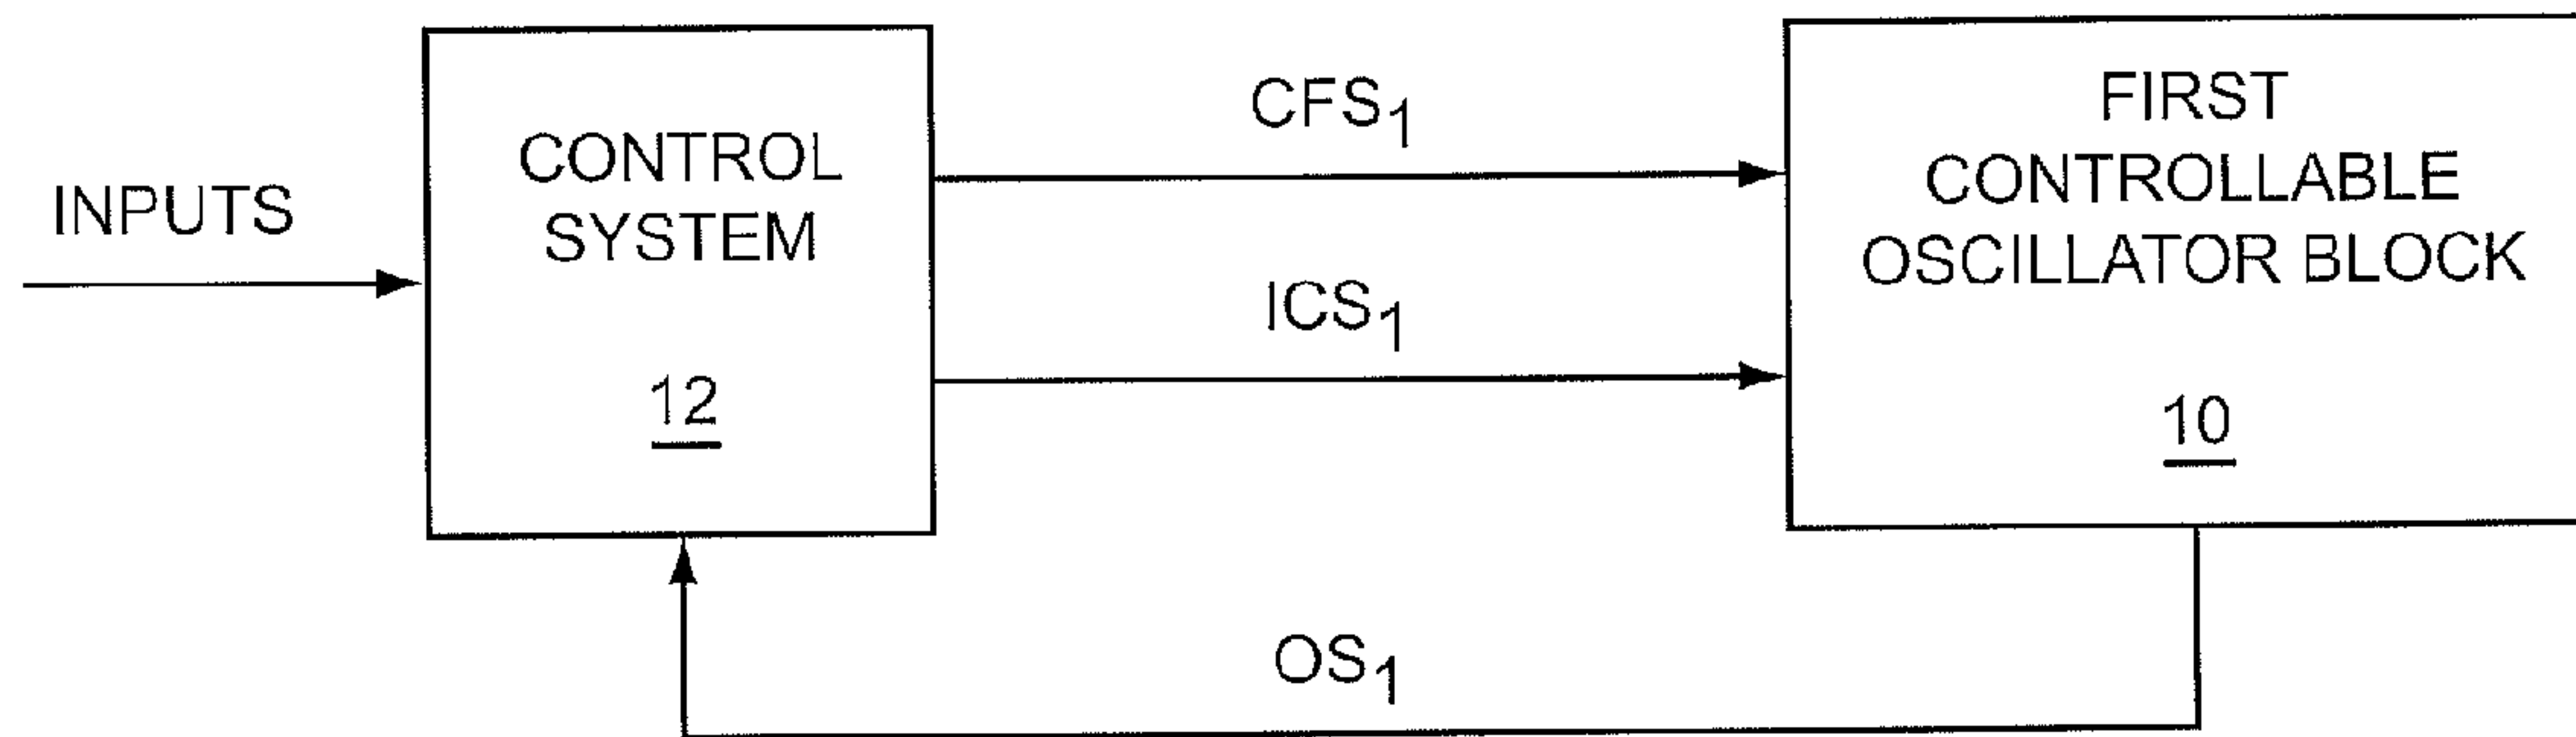 INPUTS
CONTROL
SYSTEM
12
CFS₁
ICS₁
OS₁
FIRST
CONTROLLABLE
OSCILLATOR BLOCK
10